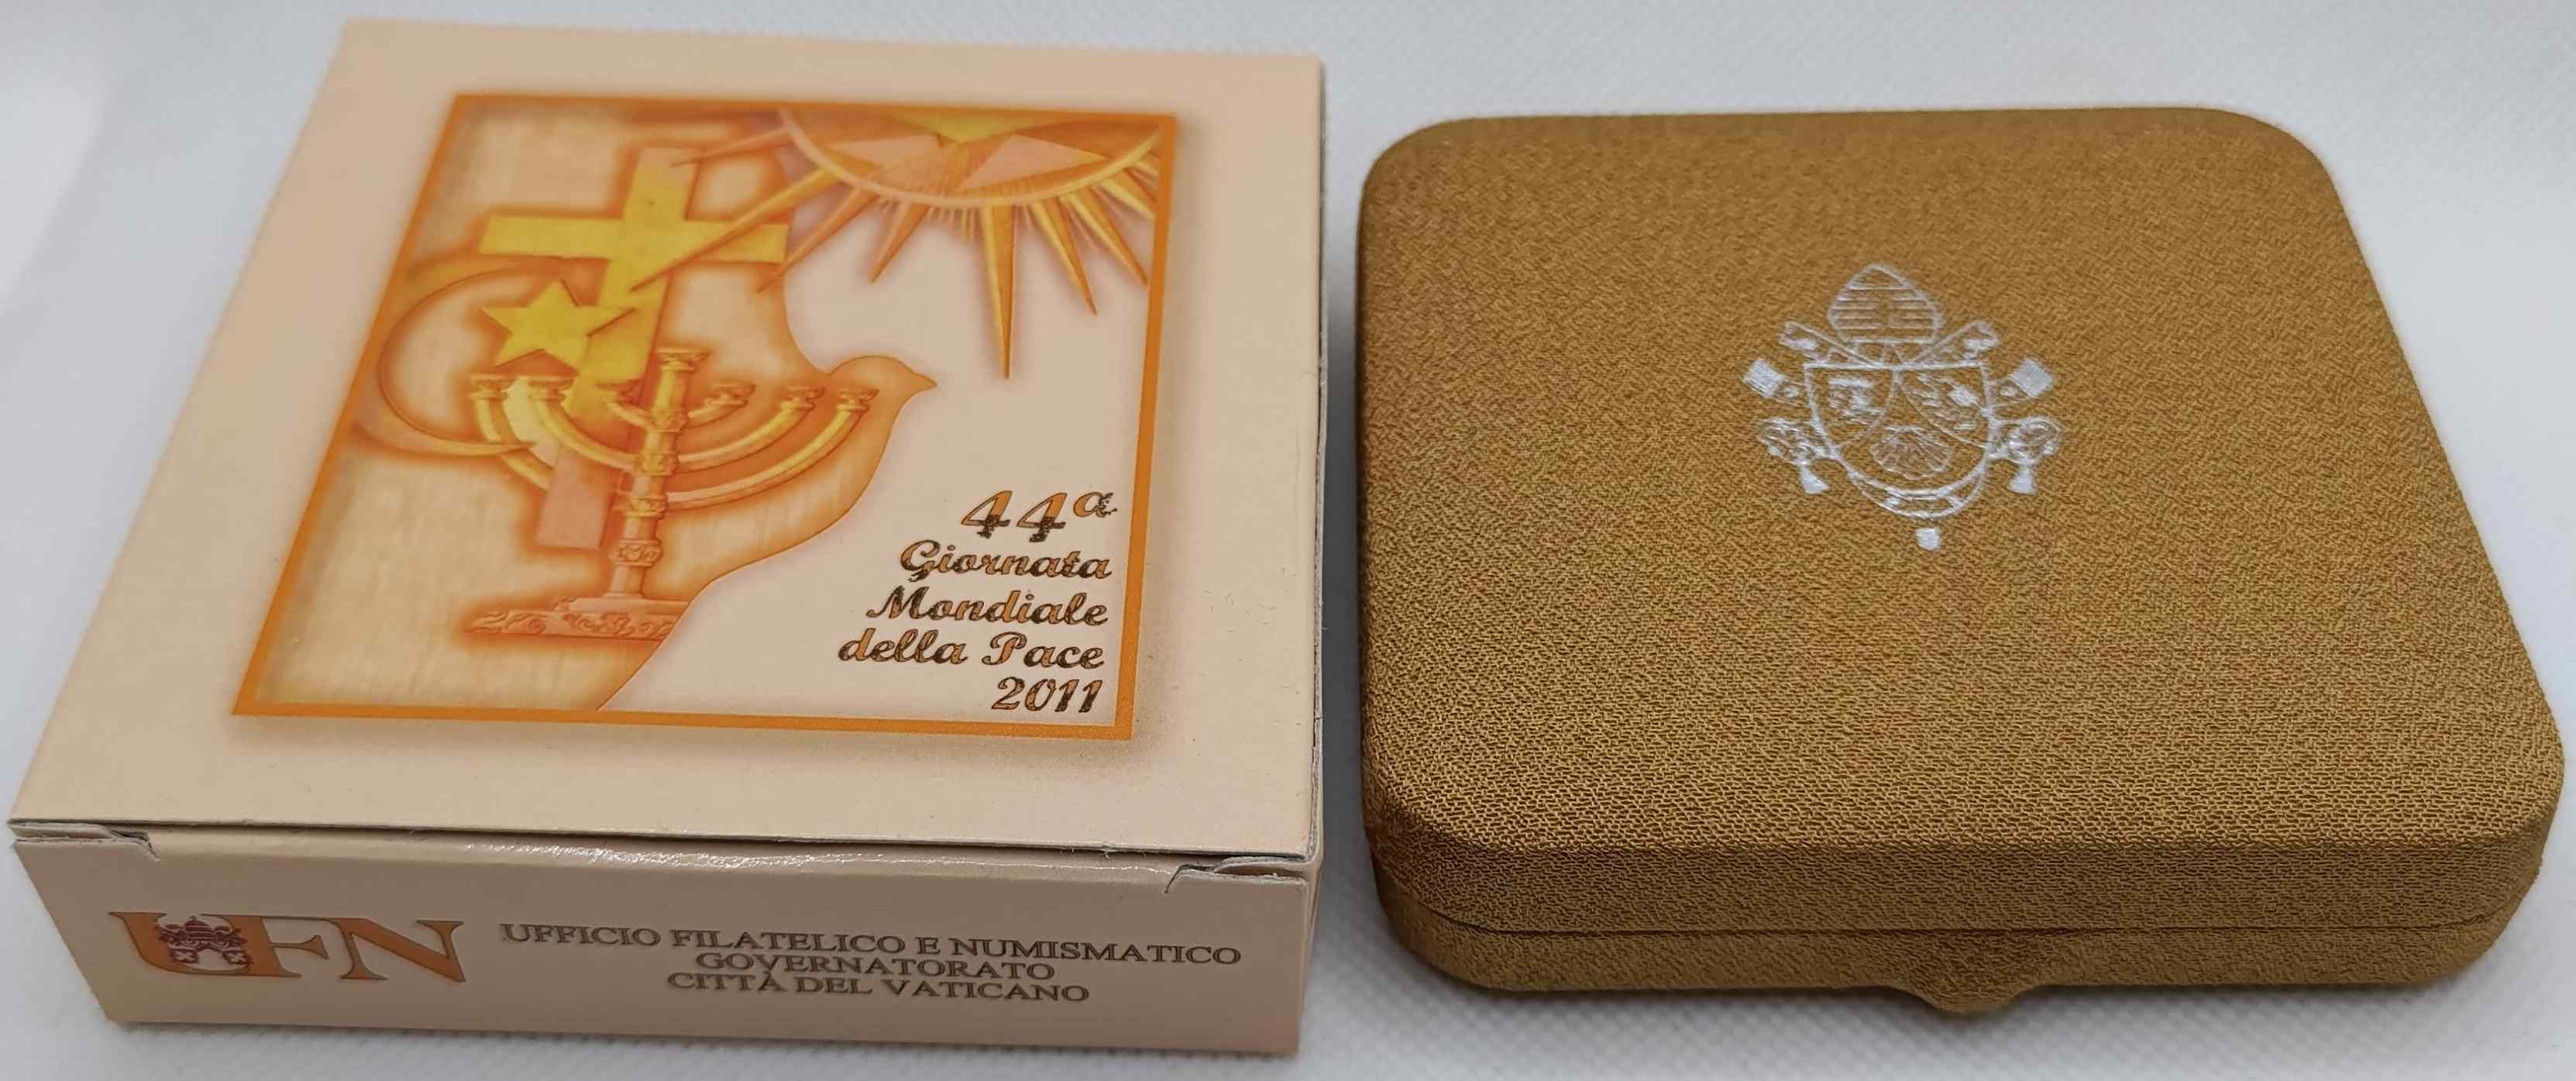 44ª
Giornata
Mondiale
della Pace
2011
UFN
UFFICIO FILATELICO E NUMISMATICO
GOVERNATORATO
CITTÀ DEL VATICANO